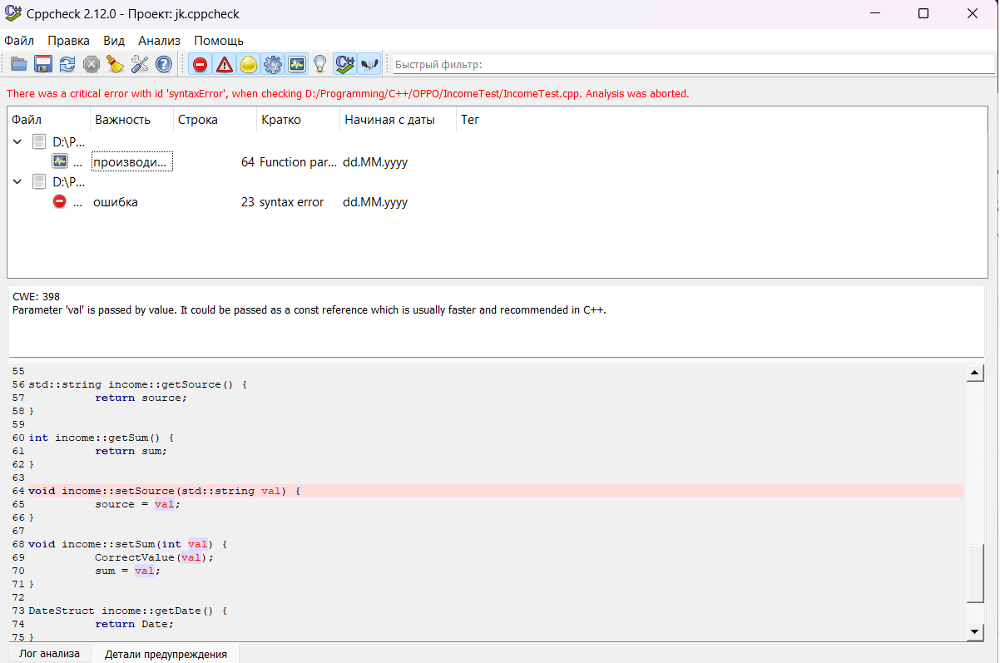 Cppcheck 2.12.0 - Проект: jk.cppcheck
Файл Правка Вид Анализ Помощь
Быстрый фильтр:
There was a critical error with id 'syntaxError', when checking D:/Programming/C++/OPPO/IncomeTest/IncomeTest.cpp. Analysis was aborted.
Файл Важность Строка Кратко Начиная с даты Тег
D:\P...
... производи... 64 Function par... dd.MM.yyyy
D:\P...
... ошибка 23 syntax error dd.MM.yyyy
CWE: 398
Parameter 'val' is passed by value. It could be passed as a const reference which is usually faster and recommended in C++.
55
56 std::string income::getSource() {
57 return source;
58 }
59
60 int income::getSum() {
61 return sum;
62 }
63
64 void income::setSource(std::string val) {
65 source = val;
66 }
67
68 void income::setSum(int val) {
69 CorrectValue(val);
70 sum = val;
71 }
72
73 DateStruct income::getDate() {
74 return Date;
75 }
Лог анализа Детали предупреждения